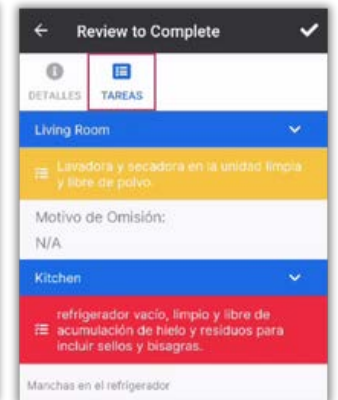 Review to Complete
DETALLES
TAREAS
Living Room
Lavadora y secadora en la unidad limpia
y libre de polvo.
Motivo de Omisión:
N/A
Kitchen
refrigerador vacío, limpio y libre de
acumulación de hielo y residuos para
incluir sellos y bisagras.
Manchas en el refrigerador